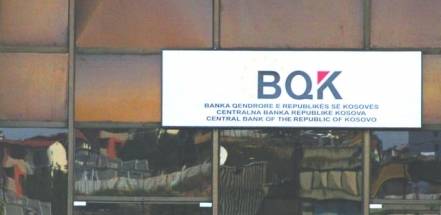 BQK
BANKA QENDRORE E REPUBLIKËS SË KOSOVËS
CENTRALNA BANKA REPUBLIKE KOSOVA
CENTRAL BANK OF THE REPUBLIC OF KOSOVO